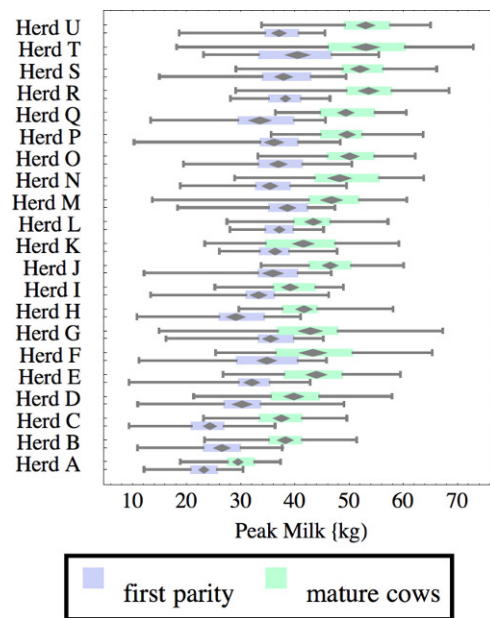 Herd U
Herd T
Herd S
Herd R
Herd Q
Herd P
Herd O
Herd N
Herd M
Herd L
Herd K
Herd J
Herd I
Herd H
Herd G
Herd F
Herd E
Herd D
Herd C
Herd B
Herd A
10 20 30 40 50 60 70
Peak Milk {kg)
first parity mature cows